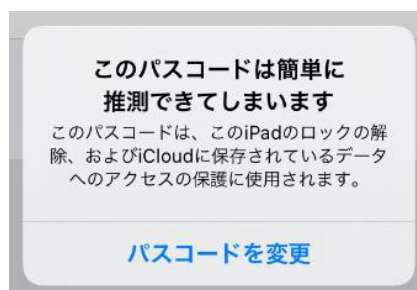 このパスコードは簡単に
推測できてしまいます
このパスコードは、このiPadのロックの解
除、およびiCloudに保存されているデータ
へのアクセスの保護に使用されます。
パスコードを変更